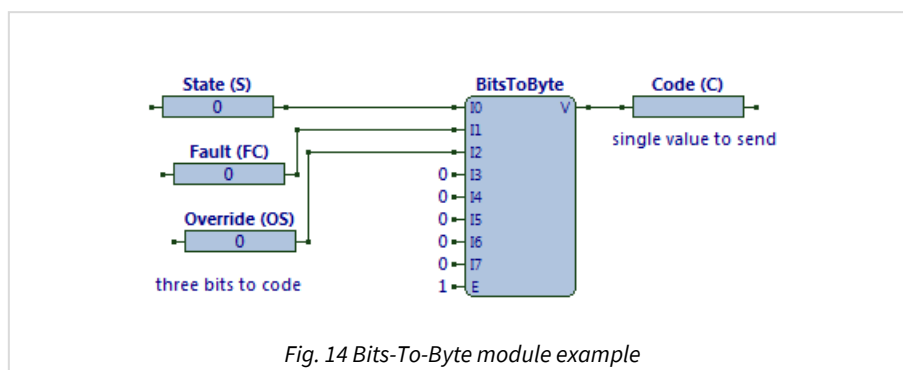 State (S) BitsToByte Code (C)
0 I0 V
I1
Fault (FC) I2 single value to send
0 0 I3
0 I4
Override (OS) 0 I5
0 0 I6
0 I7
three bits to code 1 E
Fig. 14 Bits-To-Byte module example